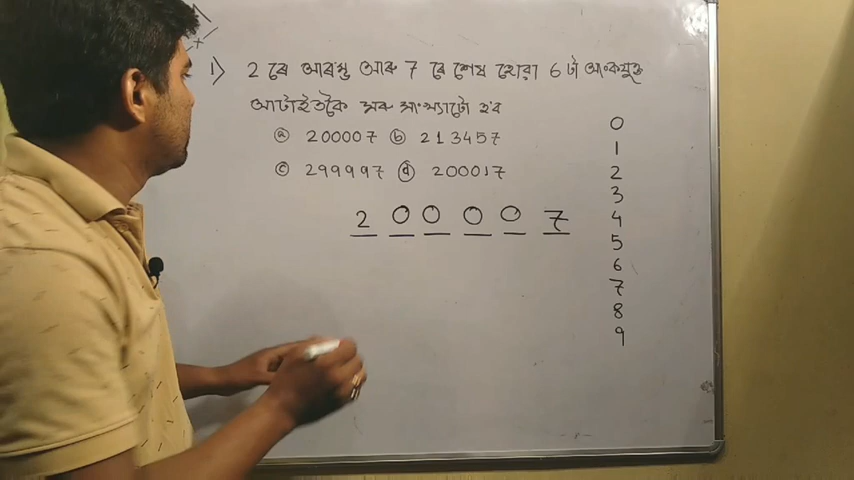 1) 2 ৰে আৰম্ভ আৰু 7 ৰে শেষ হোৱা 6 টা অংকযুক্ত
আটাইতকৈ সৰু সংখ্যাটো হ'ব
ⓐ 200007 ⓑ 213457
ⓒ 299997 ⓓ 200017
2 0 0 0 0 7
0
1
2
3
4
5
6
7
8
9